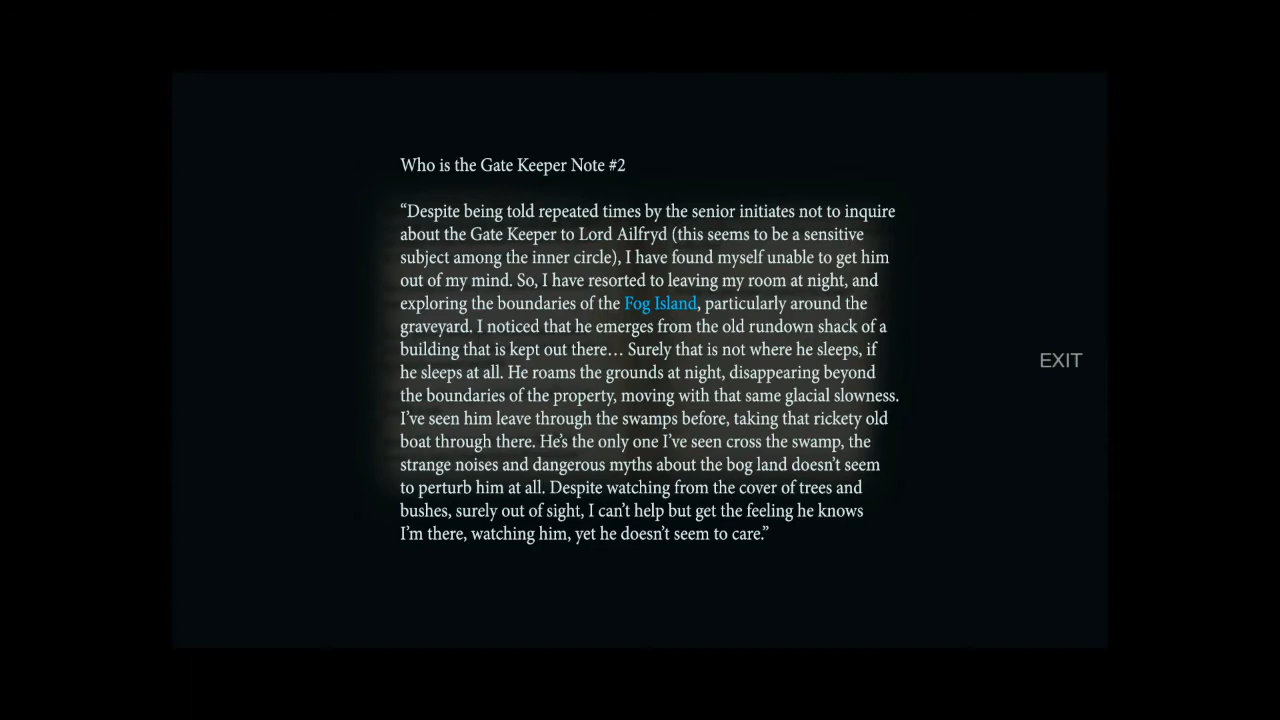 Who is the Gate Keeper Note #2
“Despite being told repeated times by the senior initiates not to inquire
about the Gate Keeper to Lord Ailfryd (this seems to be a sensitive
subject among the inner circle), I have found myself unable to get him
out of my mind. So, I have resorted to leaving my room at night, and
exploring the boundaries of the Fog Island, particularly around the
graveyard. I noticed that he emerges from the old rundown shack of a
building that is kept out there… Surely that is not where he sleeps, if
he sleeps at all. He roams the grounds at night, disappearing beyond
the boundaries of the property, moving with that same glacial slowness.
I’ve seen him leave through the swamps before, taking that rickety old
boat through there. He’s the only one I’ve seen cross the swamp, the
strange noises and dangerous myths about the bog land doesn’t seem
to perturb him at all. Despite watching from the cover of trees and
bushes, surely out of sight, I can’t help but get the feeling he knows
I’m there, watching him, yet he doesn’t seem to care.”
EXIT